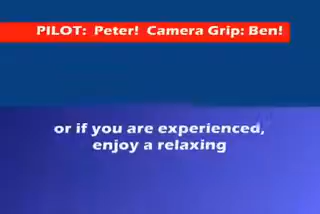 PILOT: Peter! Camera Grip: Ben!
or if you are experienced,
enjoy a relaxing